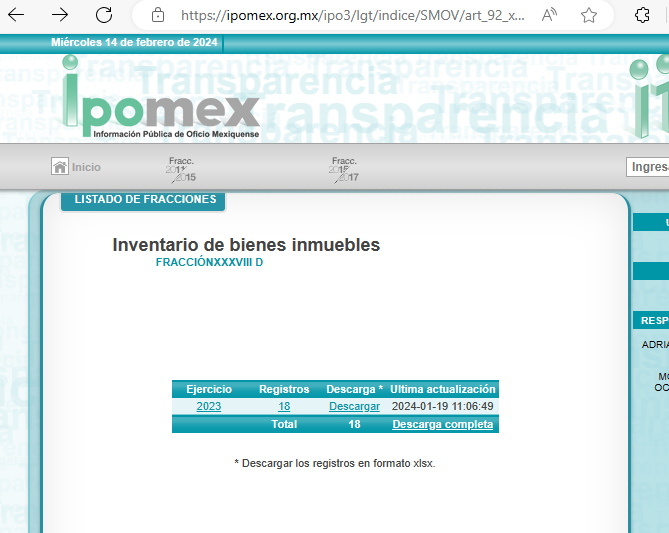 https://ipomex.org.mx/ipo3/lgt/indice/SMOV/art_92_x...
Miércoles 14 de febrero de 2024
Transparencia
ipomex
Información Pública de Oficio Mexiquense
Inicio
Fracc.
2011
/2015
Fracc.
2016
/2017
Ingres
LISTADO DE FRACCIONES
Inventario de bienes inmuebles
FRACCIÓNXXXVIII D
RESP
ADRIA
MO
OC
Ejercicio Registros Descarga * Ultima actualización
2023 18 Descargar 2024-01-19 11:06:49
Total 18 Descarga completa
* Descargar los registros en formato xlsx.